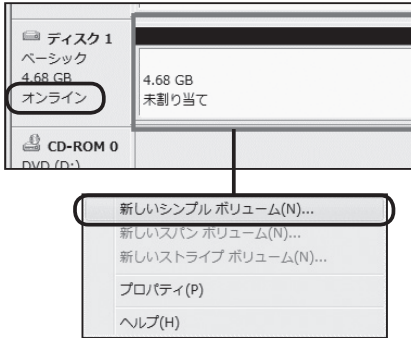 ディスク 1
ベーシック
4.68 GB
オンライン
4.68 GB
未割り当て
CD-ROM 0
DVD (D:)
新しいシンプル ボリューム(N)...
新しいスパン ボリューム(N)...
新しいストライプ ボリューム(N)...
プロパティ(P)
ヘルプ(H)